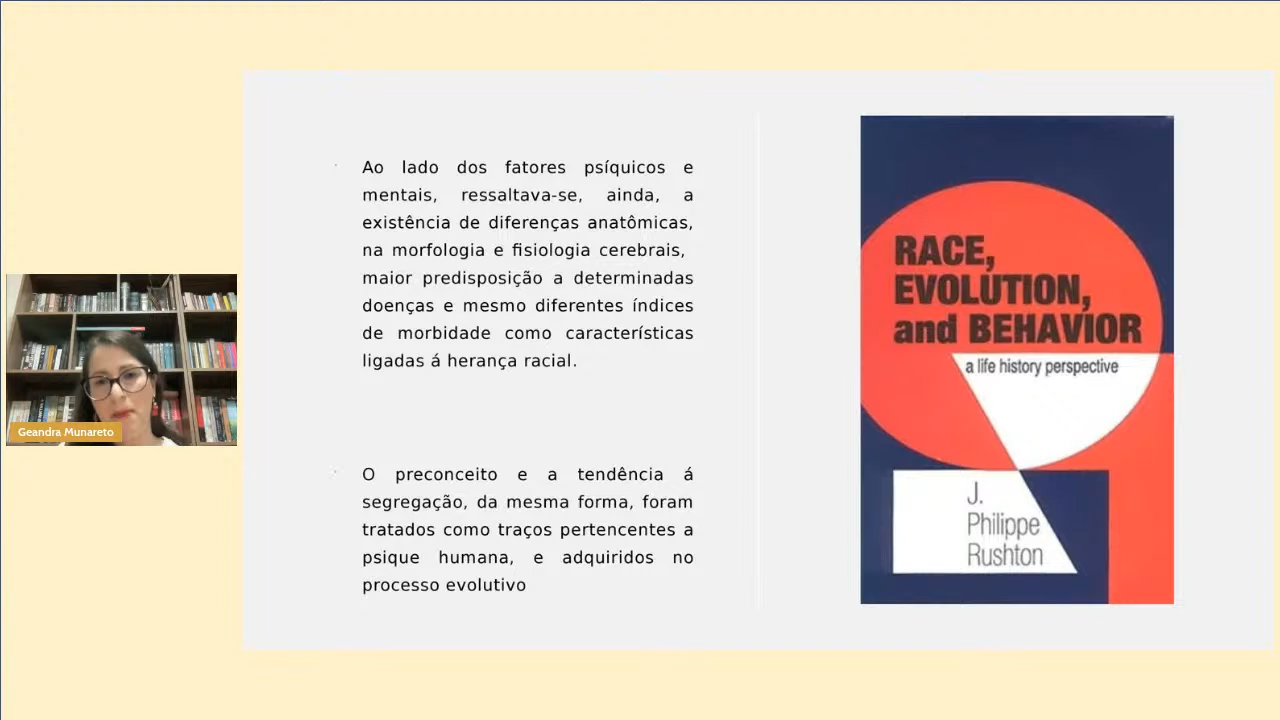 Ao lado dos fatores psíquicos e
mentais, ressaltava-se, ainda, a
existência de diferenças anatômicas,
na morfologia e fisiologia cerebrais,
maior predisposição a determinadas
doenças e mesmo diferentes índices
de morbidade como características
ligadas á herança racial.
O preconceito e a tendência á
segregação, da mesma forma, foram
tratados como traços pertencentes a
psique humana, e adquiridos no
processo evolutivo
RACE,
EVOLUTION,
and BEHAVIOR
a life history perspective
J.
Philippe
Rushton
Geandra Munareto